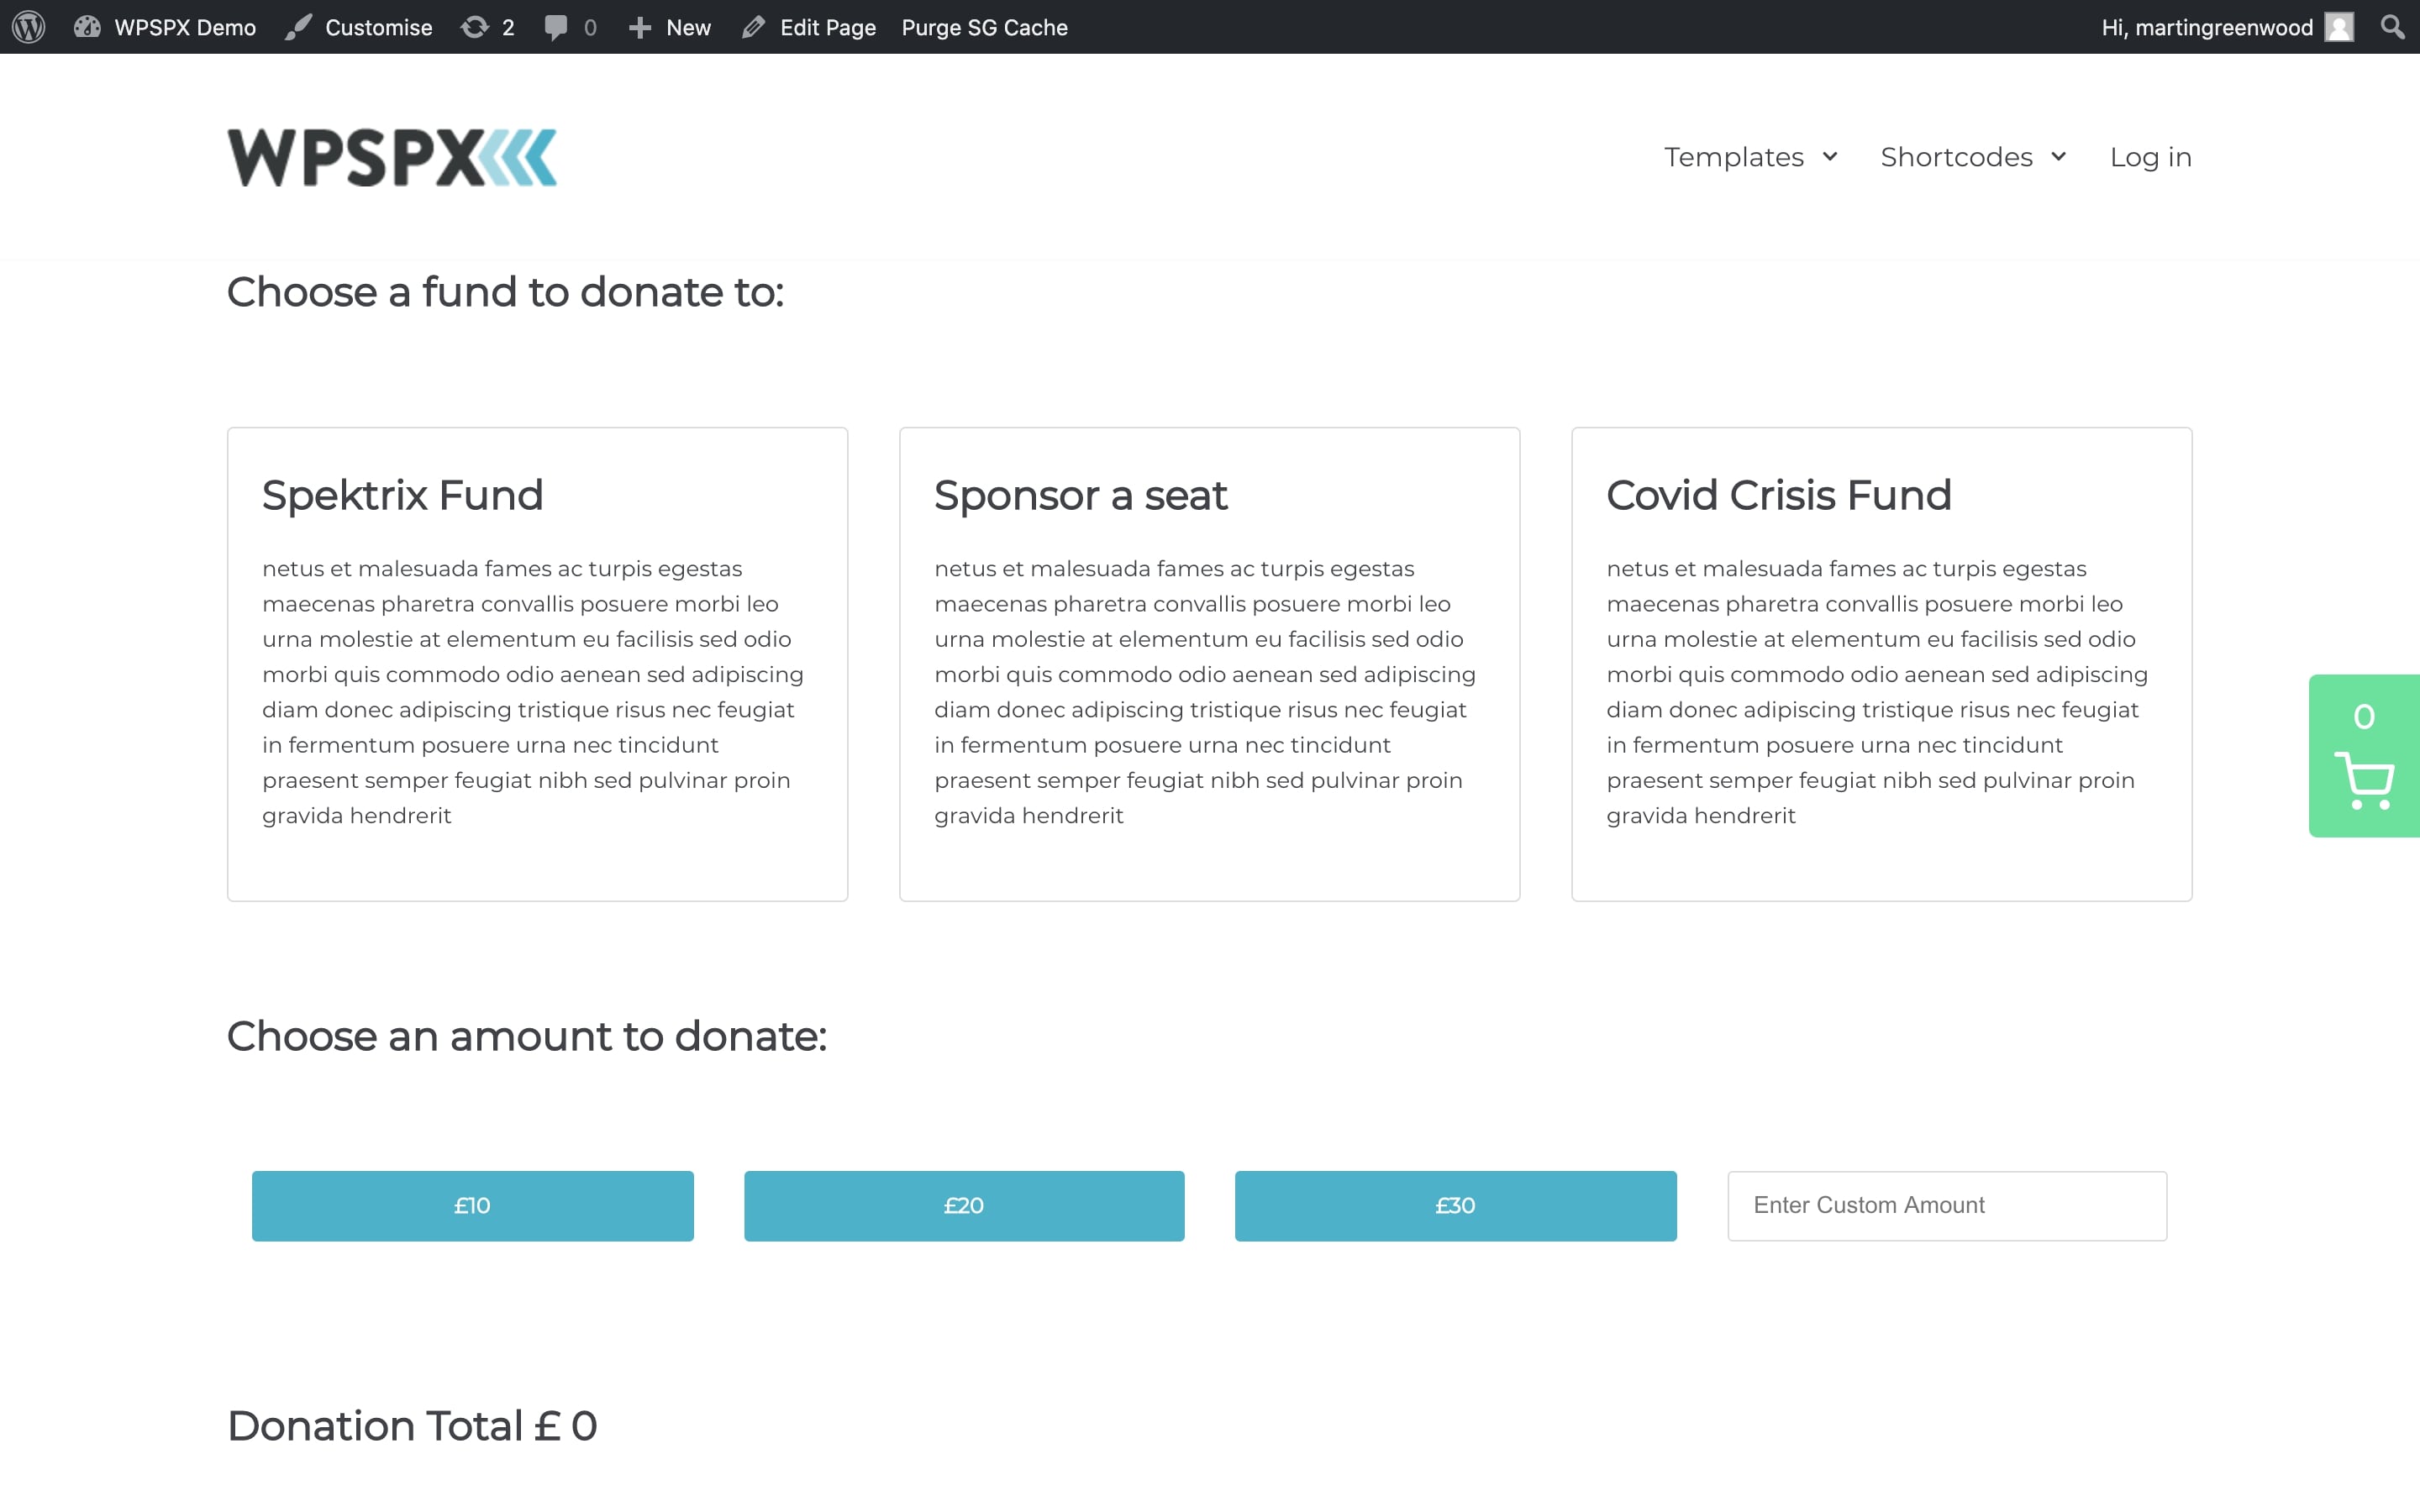 WPSPX Demo Customise 2 0 New Edit Page Purge SG Cache Hi, martingreenwood
WPSPX Templates Shortcodes Log in
Choose a fund to donate to:
Spektrix Fund
netus et malesuada fames ac turpis egestas
maecenas pharetra convallis posuere morbi leo
urna molestie at elementum eu facilisis sed odio
morbi quis commodo odio aenean sed adipiscing
diam donec adipiscing tristique risus nec feugiat
in fermentum posuere urna nec tincidunt
praesent semper feugiat nibh sed pulvinar proin
gravida hendrerit
Sponsor a seat
netus et malesuada fames ac turpis egestas
maecenas pharetra convallis posuere morbi leo
urna molestie at elementum eu facilisis sed odio
morbi quis commodo odio aenean sed adipiscing
diam donec adipiscing tristique risus nec feugiat
in fermentum posuere urna nec tincidunt
praesent semper feugiat nibh sed pulvinar proin
gravida hendrerit
Covid Crisis Fund
netus et malesuada fames ac turpis egestas
maecenas pharetra convallis posuere morbi leo
urna molestie at elementum eu facilisis sed odio
morbi quis commodo odio aenean sed adipiscing
diam donec adipiscing tristique risus nec feugiat
in fermentum posuere urna nec tincidunt
praesent semper feugiat nibh sed pulvinar proin
gravida hendrerit
0
Choose an amount to donate:
£10 £20 £30 Enter Custom Amount
Donation Total £ 0